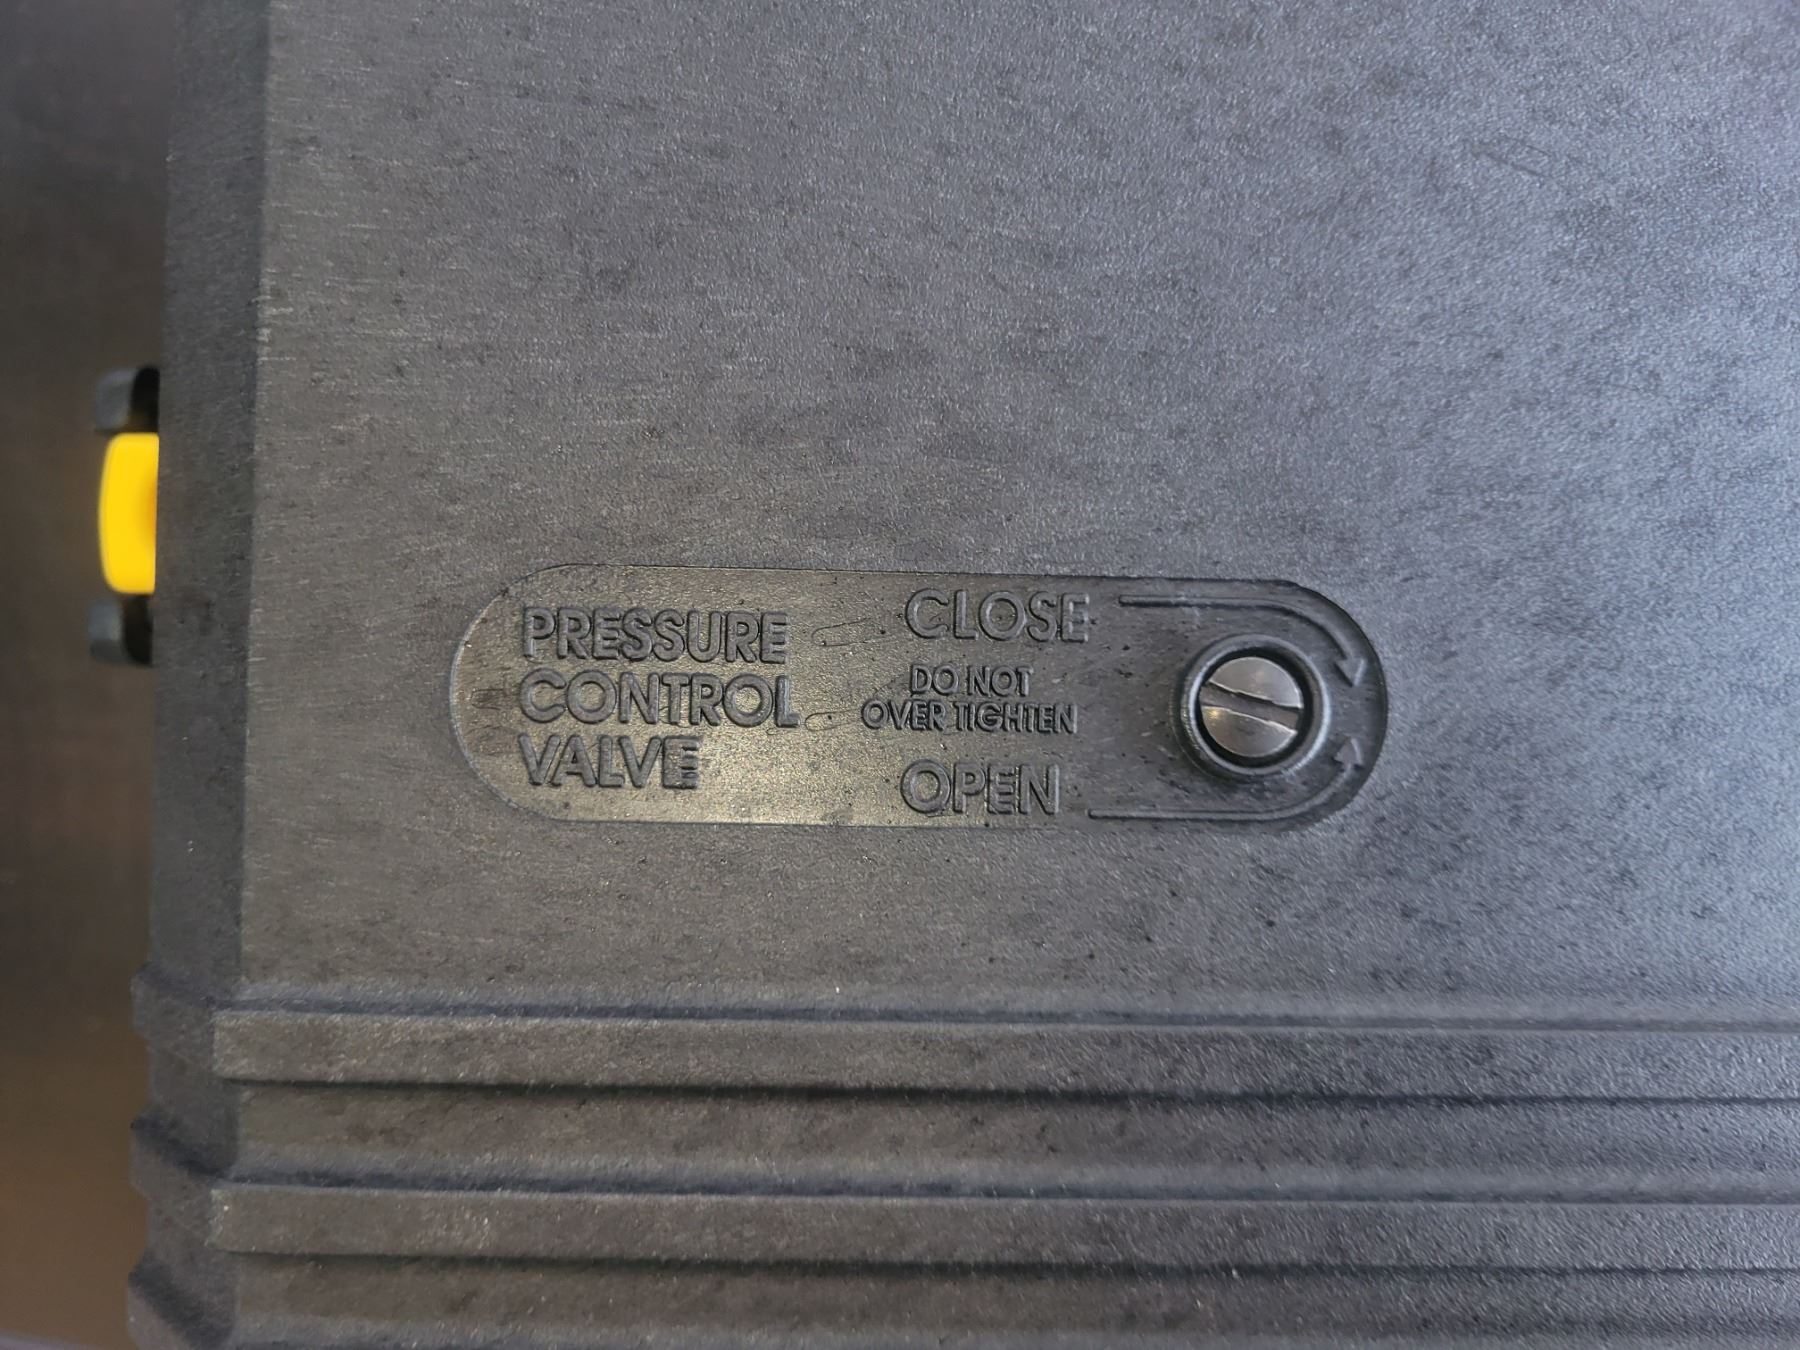 PRESSURE
CONTROL
VALVE
CLOSE
DO NOT
OVER TIGHTEN
OPEN